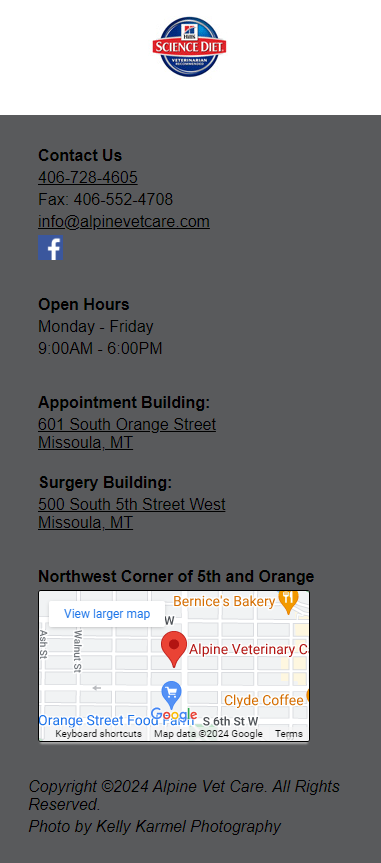 Hill's
SCIENCE DIET
VETERINARIAN
RECOMMENDED
Contact Us
406-728-4605
Fax: 406-552-4708
info@alpinevetcare.com
Open Hours
Monday - Friday
9:00AM - 6:00PM
Appointment Building:
601 South Orange Street
Missoula, MT
Surgery Building:
500 South 5th Street West
Missoula, MT
Northwest Corner of 5th and Orange
Bernice's Bakery
View larger map
W
Ash St
Walnut St
Alpine Veterinary Ca
Clyde Coffee
Orange Street Food Farm
S 6th St W
Google
Keyboard shortcuts Map data ©2024 Google Terms
Copyright ©2024 Alpine Vet Care. All Rights
Reserved.
Photo by Kelly Karmel Photography